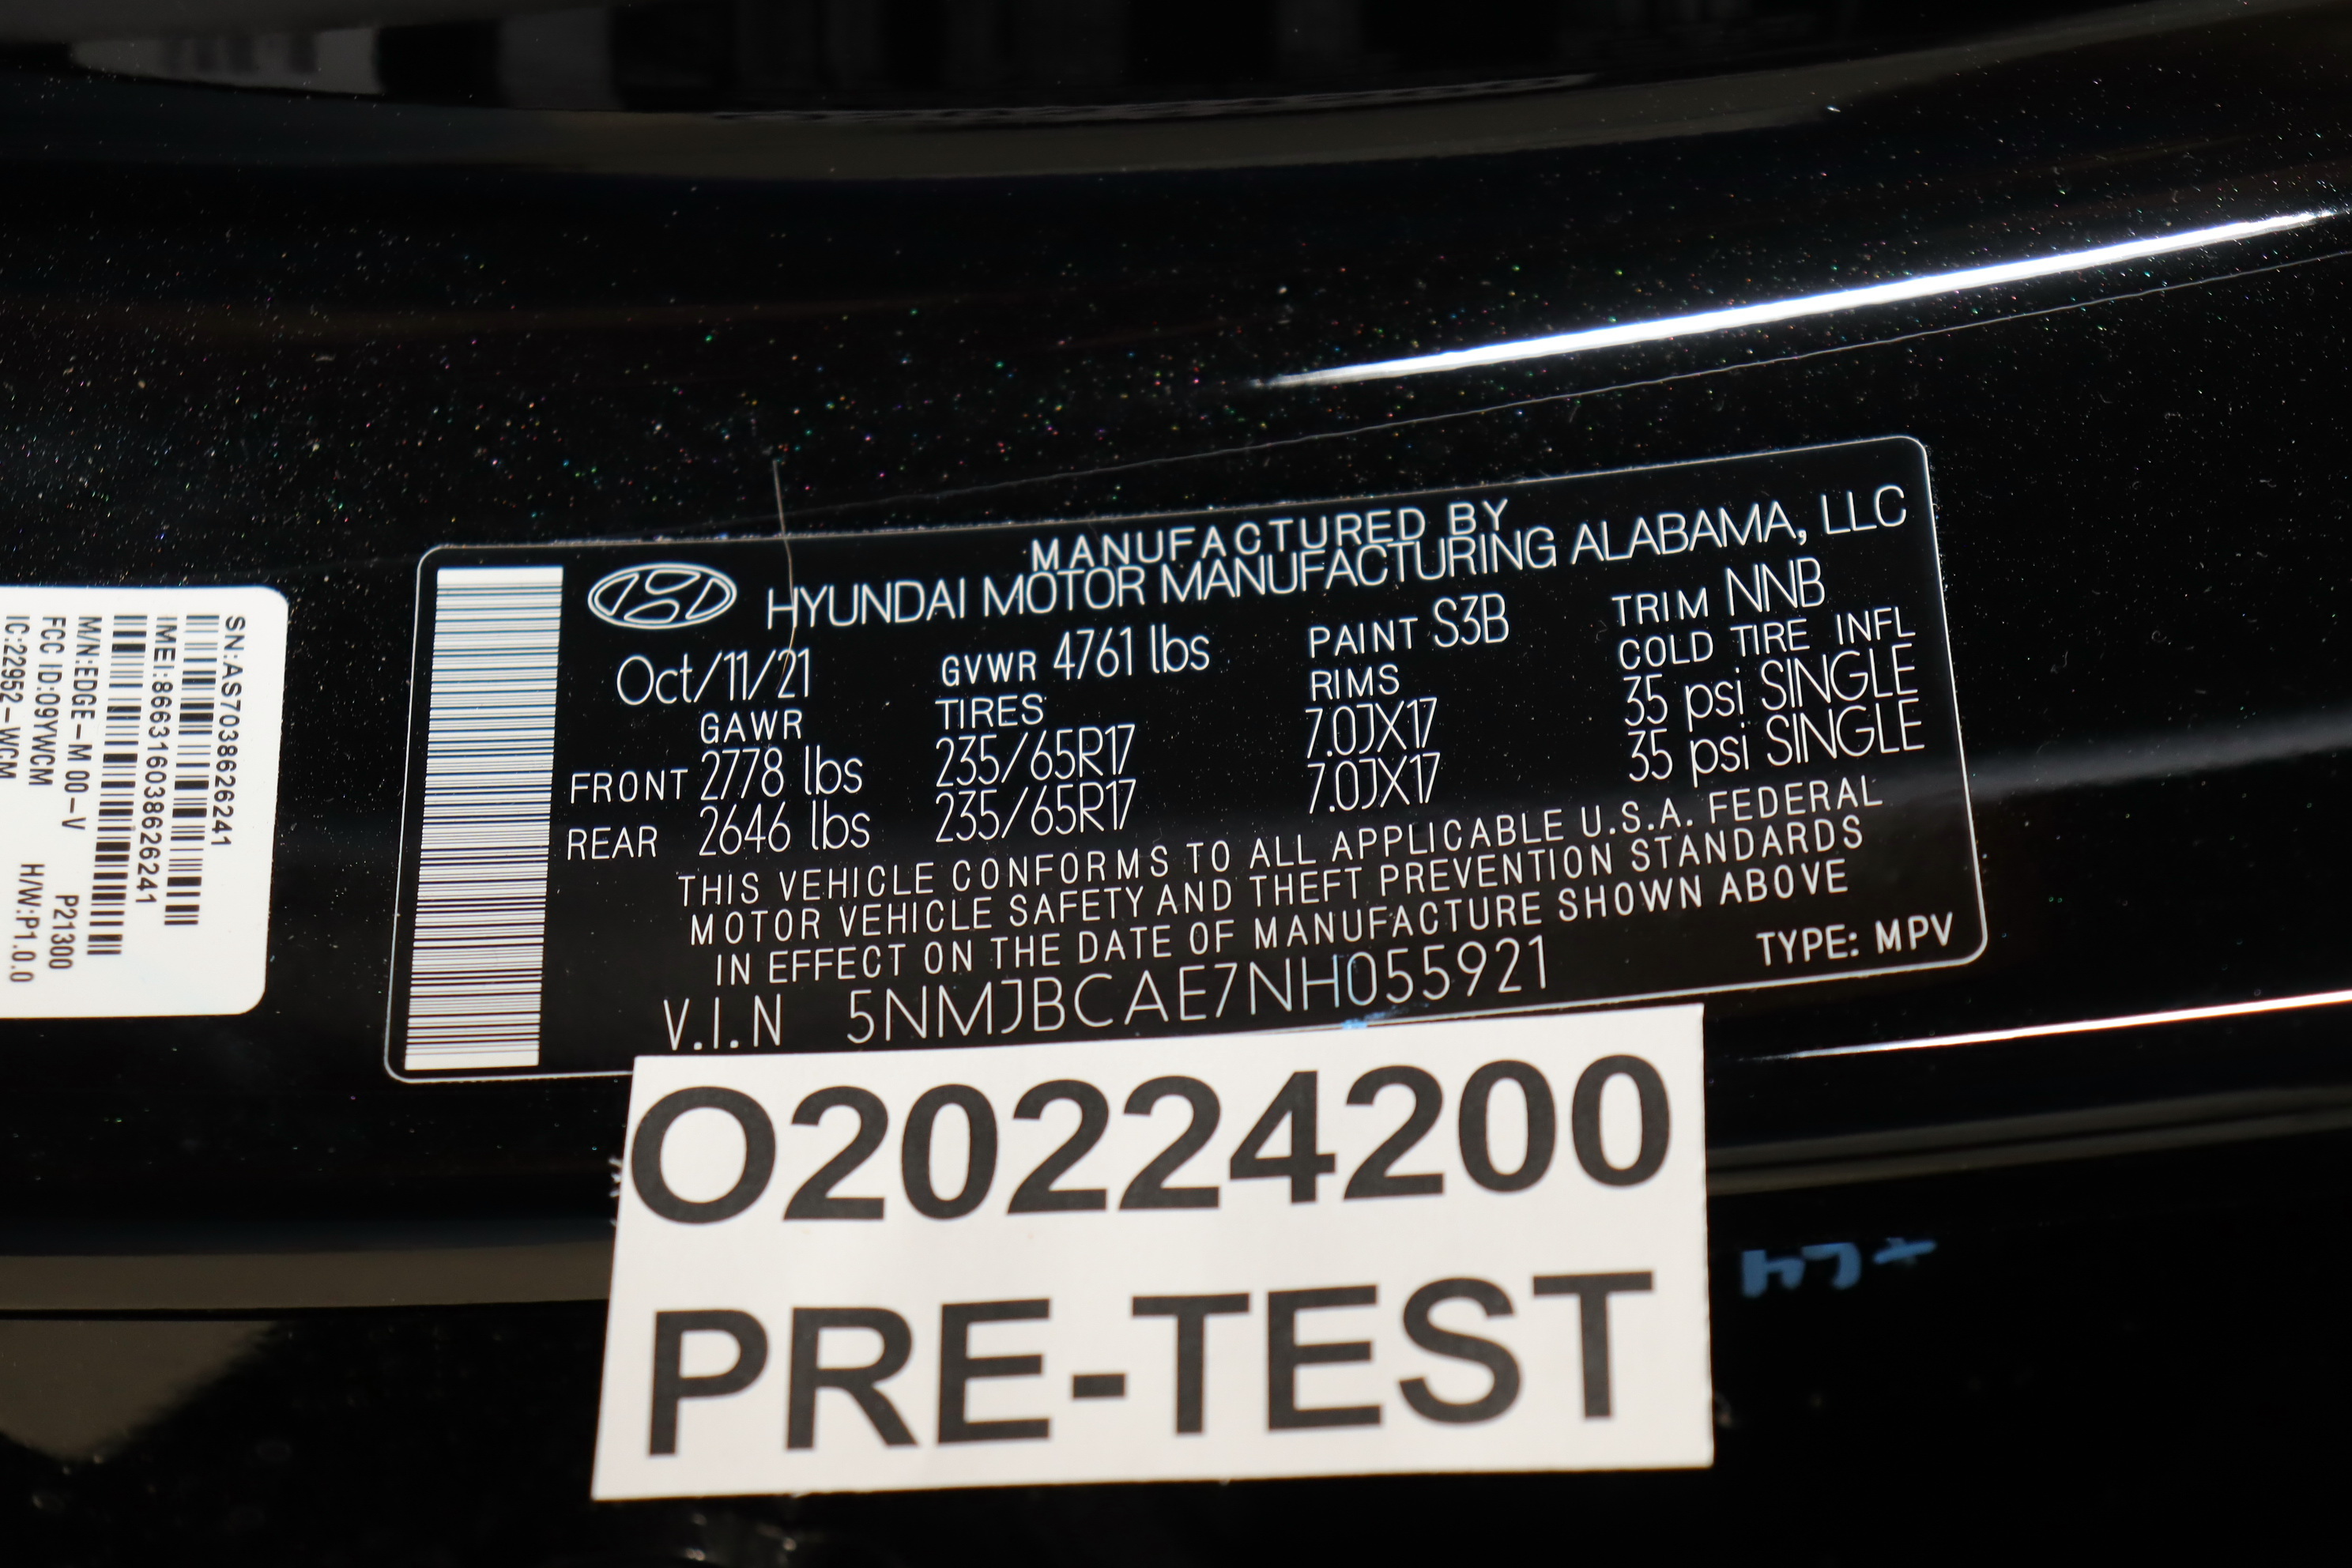 SN:AS7038626241
IMEI:866316038626241
M/N:EDGE-M 00-V P21300
FCC ID:09YWCM
IC:22952-WCM H/W:P1.0.0
MANUFACTURED BY
HYUNDAI MOTOR MANUFACTURING ALABAMA, LLC
Oct/11/21 GVWR 4761 lbs PAINT S3B TRIM NNB
GAWR TIRES RIMS COLD TIRE INFL
FRONT 2778 lbs 235/65R17 7.0JX17 35 psi SINGLE
REAR 2646 lbs 235/65R17 7.0JX17 35 psi SINGLE
THIS VEHICLE CONFORMS TO ALL APPLICABLE U.S.A. FEDERAL
MOTOR VEHICLE SAFETY AND THEFT PREVENTION STANDARDS
IN EFFECT ON THE DATE OF MANUFACTURE SHOWN ABOVE
V.I.N 5NMJBCAE7NH055921 TYPE: MPV
O20224200
PRE-TEST